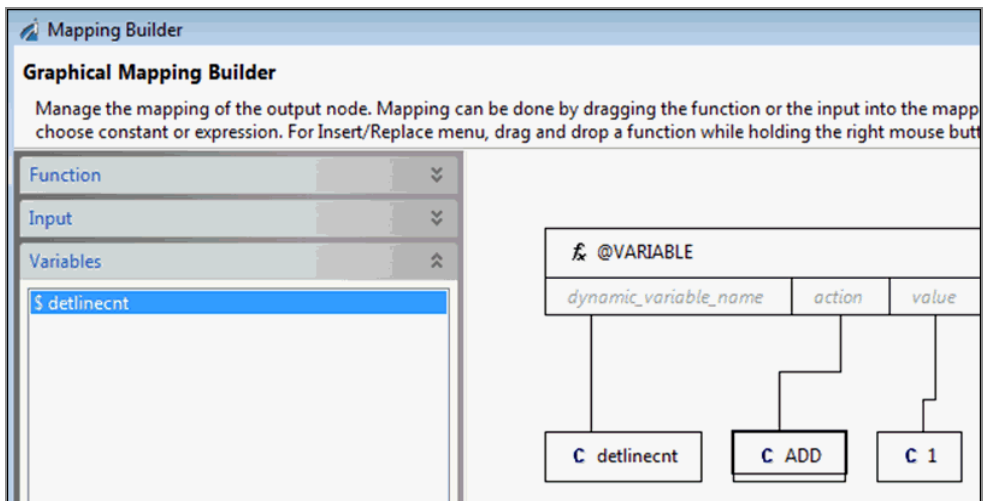 Mapping Builder
Graphical Mapping Builder
Manage the mapping of the output node. Mapping can be done by dragging the function or the input into the mapp
choose constant or expression. For Insert/Replace menu, drag and drop a function while holding the right mouse butt
Function
Input
Variables
$ detlinecnt
fx @VARIABLE
dynamic_variable_name action value
C detlinecnt C ADD C 1